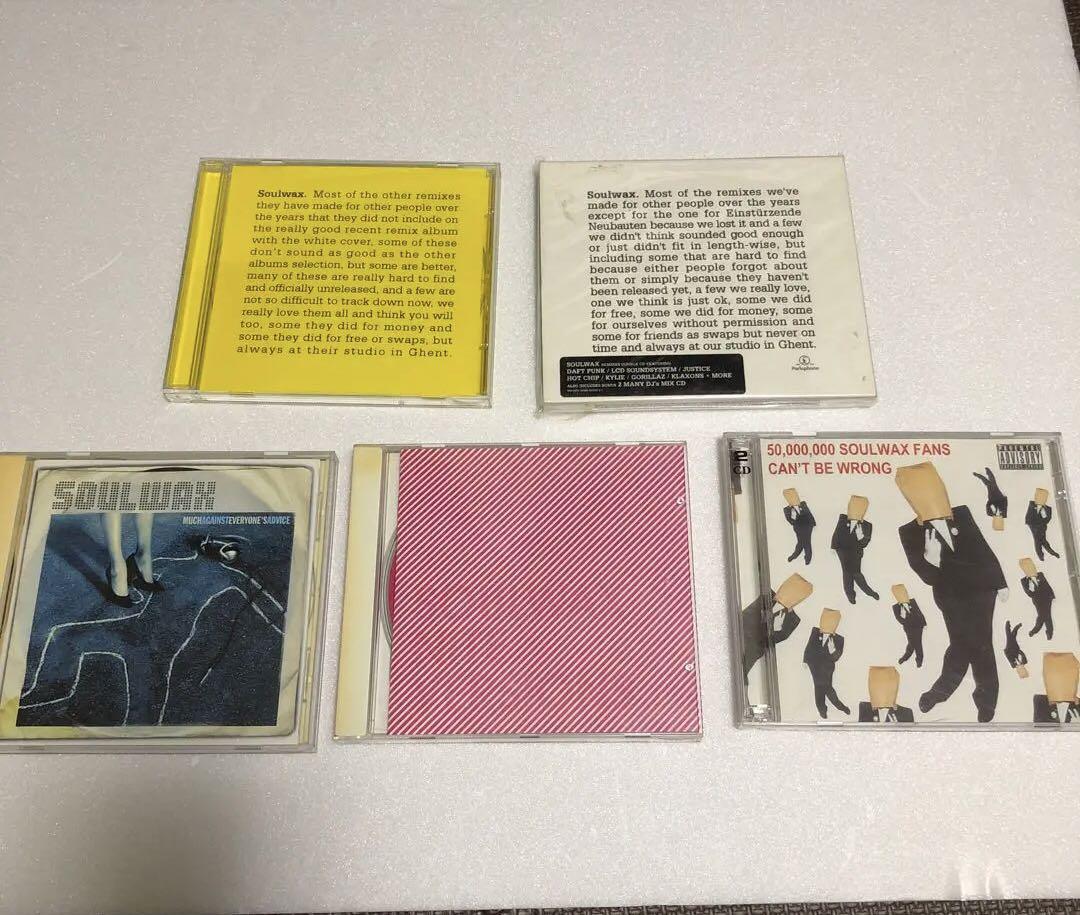 Soulwax. Most of the other remixes
they have made for other people over
the years that they did not include on
the really good recent remix album
with the white cover, some of these
don't sound as good as the other
albums selection, but some are better,
many of these are really hard to find
and officially unreleased, and a few are
not so difficult to track down now, we
really love them all and think you will
too, some they did for money and
some they did for free or swaps, but
always at their studio in Ghent.
Soulwax. Most of the remixes we've
made for other people over the years
except for the one for Einstürzende
Neubauten because we lost it and a few
we didn't think sounded good enough
or just didn't fit in length-wise, but
including some that are hard to find
because either people forgot about
them or simply because they haven't
been released yet, a few we really love,
one we think is just ok, some we did
for free, some we did for money, some
for ourselves without permission and
some for friends as swaps but never on
time and always at our studio in Ghent.
SOULWAX REMIXES DOUBLE CD FEATURING
DAFT PUNK / LCD SOUNDSYSTEM / JUSTICE
HOT CHIP / KYLIE / GORILLAZ / KLAXONS + MORE
ALSO INCLUDES BONUS 2 MANY DJ's MIX CD
Parlophone
SOULWAX
MUCHAGAINSTEVERYONE'SADVICE
2
CD
50,000,000 SOULWAX FANS
CAN'T BE WRONG
PARENTAL
ADVISORY
EXPLICIT LYRICS